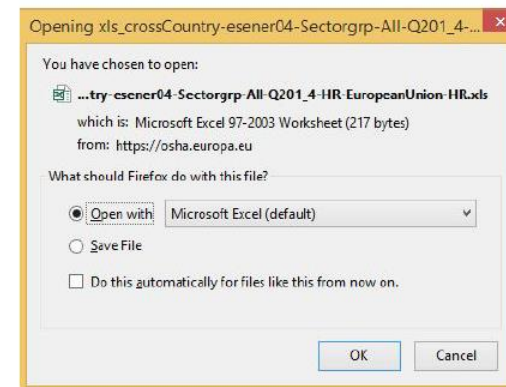 Opening xls_crossCountry-esener04-Sectorgrp-All-Q201_4-...
You have chosen to open:
...try-esener04-Sectorgrp-All-Q201_4-HR-EuropeanUnion-HR.xls
which is: Microsoft Excel 97-2003 Worksheet (217 bytes)
from: https://osha.europa.eu
What should Firefox do with this file?
Open with Microsoft Excel (default)
Save File
Do this automatically for files like this from now on.
OK Cancel